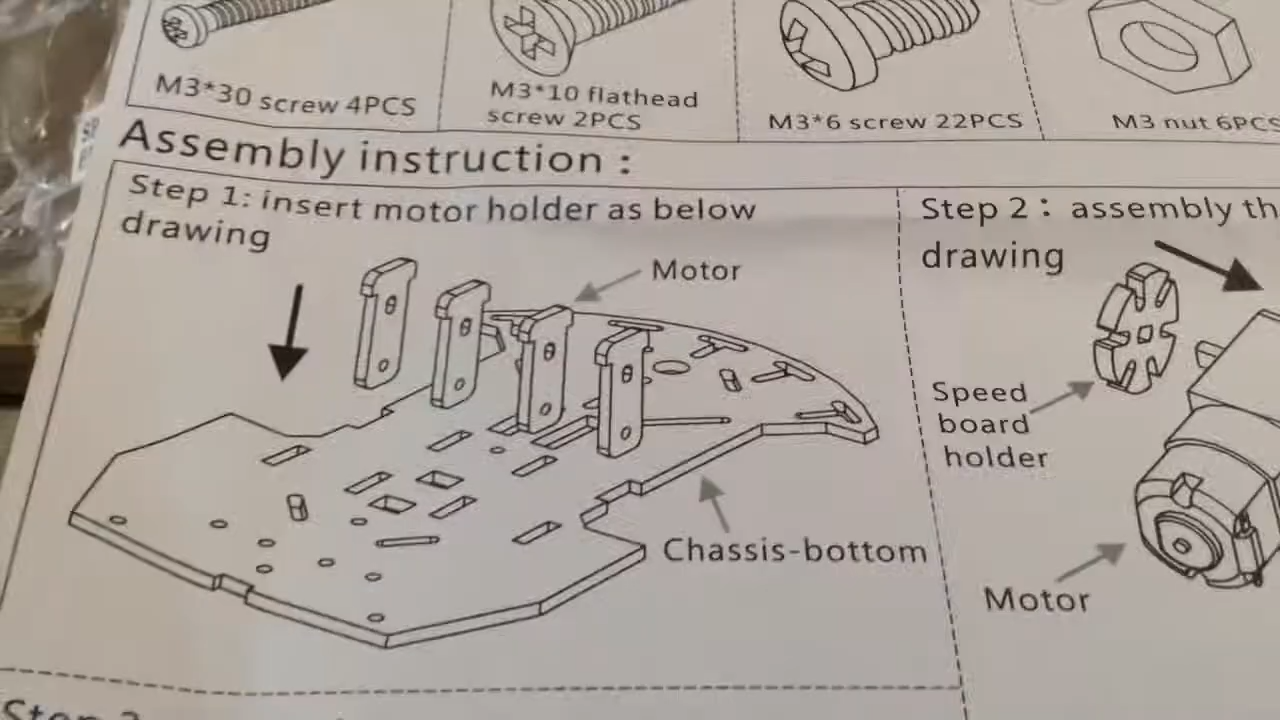 M3*30 screw 4PCS
M3*10 flathead
screw 2PCS
M3*6 screw 22PCS
M3 nut 6PCS
Assembly instruction :
Step 1: insert motor holder as below
drawing
Motor
Chassis-bottom
Step 2 : assembly th
drawing
Speed
board
holder
Motor
Step